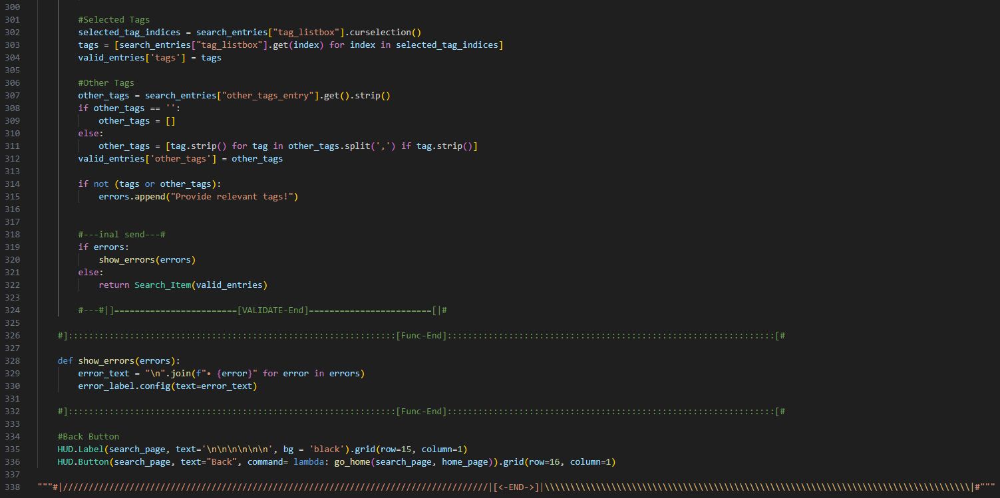 300
301 #Selected Tags
302 selected_tag_indices = search_entries["tag_listbox"].curselection()
303 tags = [search_entries["tag_listbox"].get(index) for index in selected_tag_indices]
304 valid_entries['tags'] = tags
305
306 #Other Tags
307 other_tags = search_entries["other_tags_entry"].get().strip()
308 if other_tags == '':
309 other_tags = []
310 else:
311 other_tags = [tag.strip() for tag in other_tags.split(',') if tag.strip()]
312 valid_entries['other_tags'] = other_tags
313
314 if not (tags or other_tags):
315 errors.append("Provide relevant tags!")
316
317
318 #---inal send---#
319 if errors:
320 show_errors(errors)
321 else:
322 return Search_Item(valid_entries)
323
324 #---#|]========================[VALIDATE-End]========================[|#
325
326 #]::::::::::::::::::::::::::::::::::::::::::::::::::::::::::::::::[Func-End]::::::::::::::::::::::::::::::::::::::::::::::::::::::::::::::::[#
327
328 def show_errors(errors):
329 error_text = "\n".join(f"• {error}" for error in errors)
330 error_label.config(text=error_text)
331
332 #]::::::::::::::::::::::::::::::::::::::::::::::::::::::::::::::::[Func-End]::::::::::::::::::::::::::::::::::::::::::::::::::::::::::::::::[#
333
334 #Back Button
335 HUD.Label(search_page, text='\n\n\n\n\n\n', bg = 'black').grid(row=15, column=1)
336 HUD.Button(search_page, text="Back", command= lambda: go_home(search_page, home_page)).grid(row=16, column=1)
337
338 """#|///////////////////////////////////////////////////////////////////////////////////|[<-END->]|\\\\\\\\\\\\\\\\\\\\\\\\\\\\\\\\\\\\\\\\\\\\\\\\\\\\\\\\\\\\\\\\\\\\\\\\\\\\\\\\\\\|#"""